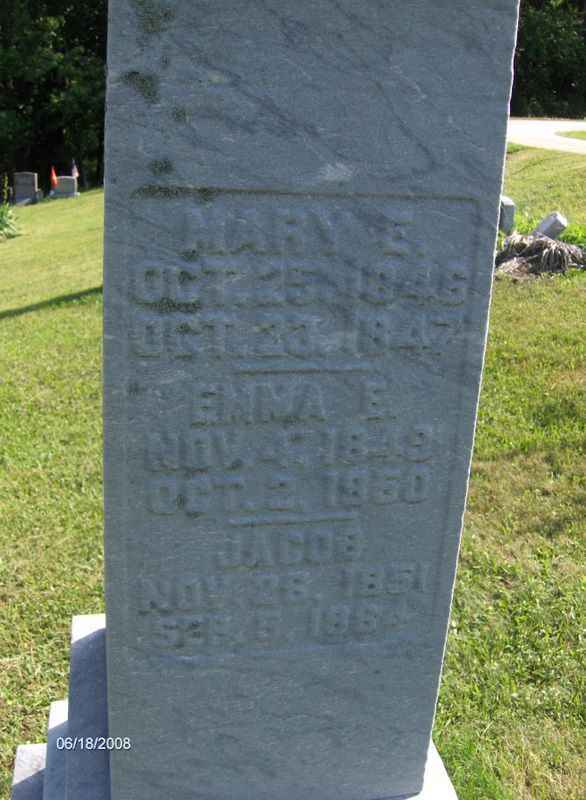 MARY E.
OCT. 25, 1846
OCT. 23, 1847
EMMA E.
NOV. 4, 1849
OCT. 2, 1850
JACOB
NOV. 28, 1851
5,
06/18/2008